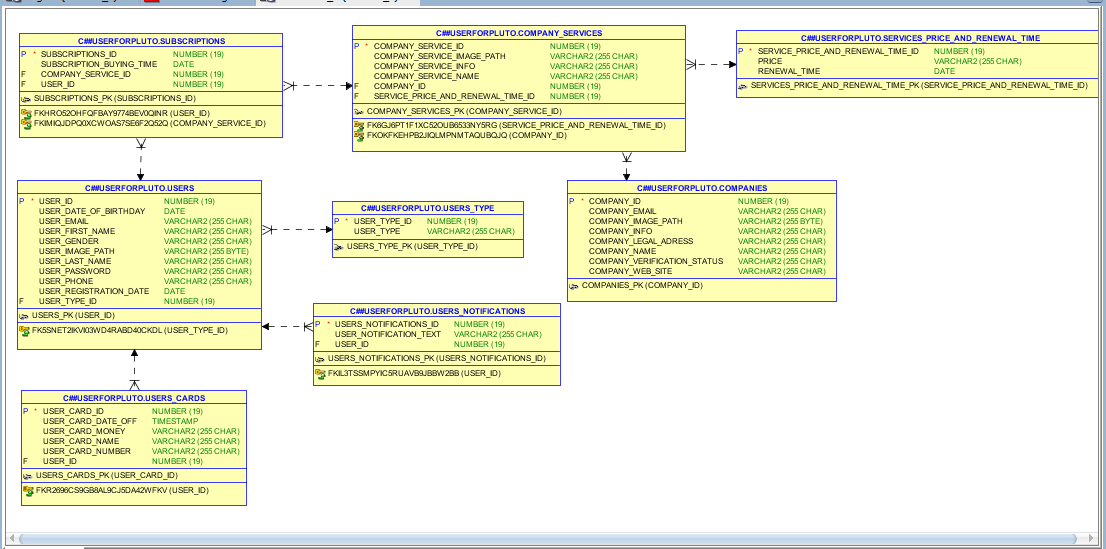 C##USERFORPLUTO.SUBSCRIPTIONS
P * SUBSCRIPTIONS_ID NUMBER (19)
SUBSCRIPTION_BUYING_TIME DATE
F COMPANY_SERVICE_ID NUMBER (19)
F USER_ID NUMBER (19)
SUBSCRIPTIONS_PK (SUBSCRIPTIONS_ID)
FKHRO52OHFQFBAY9774BEV0QINR (USER_ID)
FKIMIQJDPQ0XCWOAS7SE6F2Q52Q (COMPANY_SERVICE_ID)
C##USERFORPLUTO.COMPANY_SERVICES
P * COMPANY_SERVICE_ID NUMBER (19)
COMPANY_SERVICE_IMAGE_PATH VARCHAR2 (255 CHAR)
COMPANY_SERVICE_INFO VARCHAR2 (255 CHAR)
COMPANY_SERVICE_NAME VARCHAR2 (255 CHAR)
F COMPANY_ID NUMBER (19)
F SERVICE_PRICE_AND_RENEWAL_TIME_ID NUMBER (19)
COMPANY_SERVICES_PK (COMPANY_SERVICE_ID)
FK6GJ6PT1F1XC52OUB6533NY5RG (SERVICE_PRICE_AND_RENEWAL_TIME_ID)
FKOKFKEHPB2JIQLMPNMTAQUBQJQ (COMPANY_ID)
C##USERFORPLUTO.SERVICES_PRICE_AND_RENEWAL_TIME
P * SERVICE_PRICE_AND_RENEWAL_TIME_ID NUMBER (19)
PRICE VARCHAR2 (255 CHAR)
RENEWAL_TIME DATE
SERVICES_PRICE_AND_RENEWAL_TIME_PK (SERVICE_PRICE_AND_RENEWAL_TIME_ID)
C##USERFORPLUTO.USERS
P * USER_ID NUMBER (19)
USER_DATE_OF_BIRTHDAY DATE
USER_EMAIL VARCHAR2 (255 CHAR)
USER_FIRST_NAME VARCHAR2 (255 CHAR)
USER_GENDER VARCHAR2 (255 CHAR)
USER_IMAGE_PATH VARCHAR2 (255 BYTE)
USER_LAST_NAME VARCHAR2 (255 CHAR)
USER_PASSWORD VARCHAR2 (255 CHAR)
USER_PHONE VARCHAR2 (255 CHAR)
USER_REGISTRATION_DATE DATE
F USER_TYPE_ID NUMBER (19)
USERS_PK (USER_ID)
FK5SNET2IKVI03WD4RABD40CKDL (USER_TYPE_ID)
C##USERFORPLUTO.USERS_TYPE
P * USER_TYPE_ID NUMBER (19)
USER_TYPE VARCHAR2 (255 CHAR)
USERS_TYPE_PK (USER_TYPE_ID)
C##USERFORPLUTO.COMPANIES
P * COMPANY_ID NUMBER (19)
COMPANY_EMAIL VARCHAR2 (255 CHAR)
COMPANY_IMAGE_PATH VARCHAR2 (255 BYTE)
COMPANY_INFO VARCHAR2 (255 CHAR)
COMPANY_LEGAL_ADRESS VARCHAR2 (255 CHAR)
COMPANY_NAME VARCHAR2 (255 CHAR)
COMPANY_VERIFICATION_STATUS VARCHAR2 (255 CHAR)
COMPANY_WEB_SITE VARCHAR2 (255 CHAR)
COMPANIES_PK (COMPANY_ID)
C##USERFORPLUTO.USERS_NOTIFICATIONS
P * USERS_NOTIFICATIONS_ID NUMBER (19)
USER_NOTIFICATION_TEXT VARCHAR2 (255 CHAR)
F USER_ID NUMBER (19)
USERS_NOTIFICATIONS_PK (USERS_NOTIFICATIONS_ID)
FKIL3TSSMPYIC5RUAVB9JBBW2BB (USER_ID)
C##USERFORPLUTO.USERS_CARDS
P * USER_CARD_ID NUMBER (19)
USER_CARD_DATE_OFF TIMESTAMP
USER_CARD_MONEY VARCHAR2 (255 CHAR)
USER_CARD_NAME VARCHAR2 (255 CHAR)
USER_CARD_NUMBER VARCHAR2 (255 CHAR)
F USER_ID NUMBER (19)
USERS_CARDS_PK (USER_CARD_ID)
FKR2696CS9GB8AL9CJ5DA42WFKV (USER_ID)